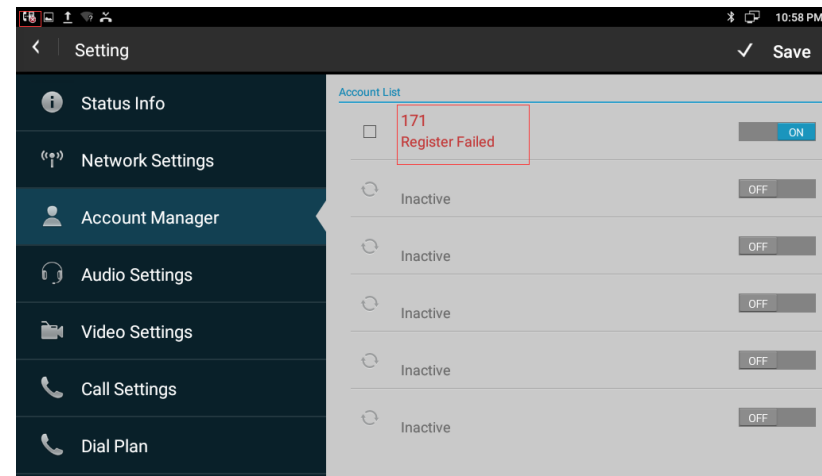 10:58 PM
Setting
Save
Status Info
Network Settings
Account Manager
Audio Settings
Video Settings
Call Settings
Dial Plan
Account List
171
Register Failed
ON
Inactive
OFF
Inactive
OFF
Inactive
OFF
Inactive
OFF
Inactive
OFF